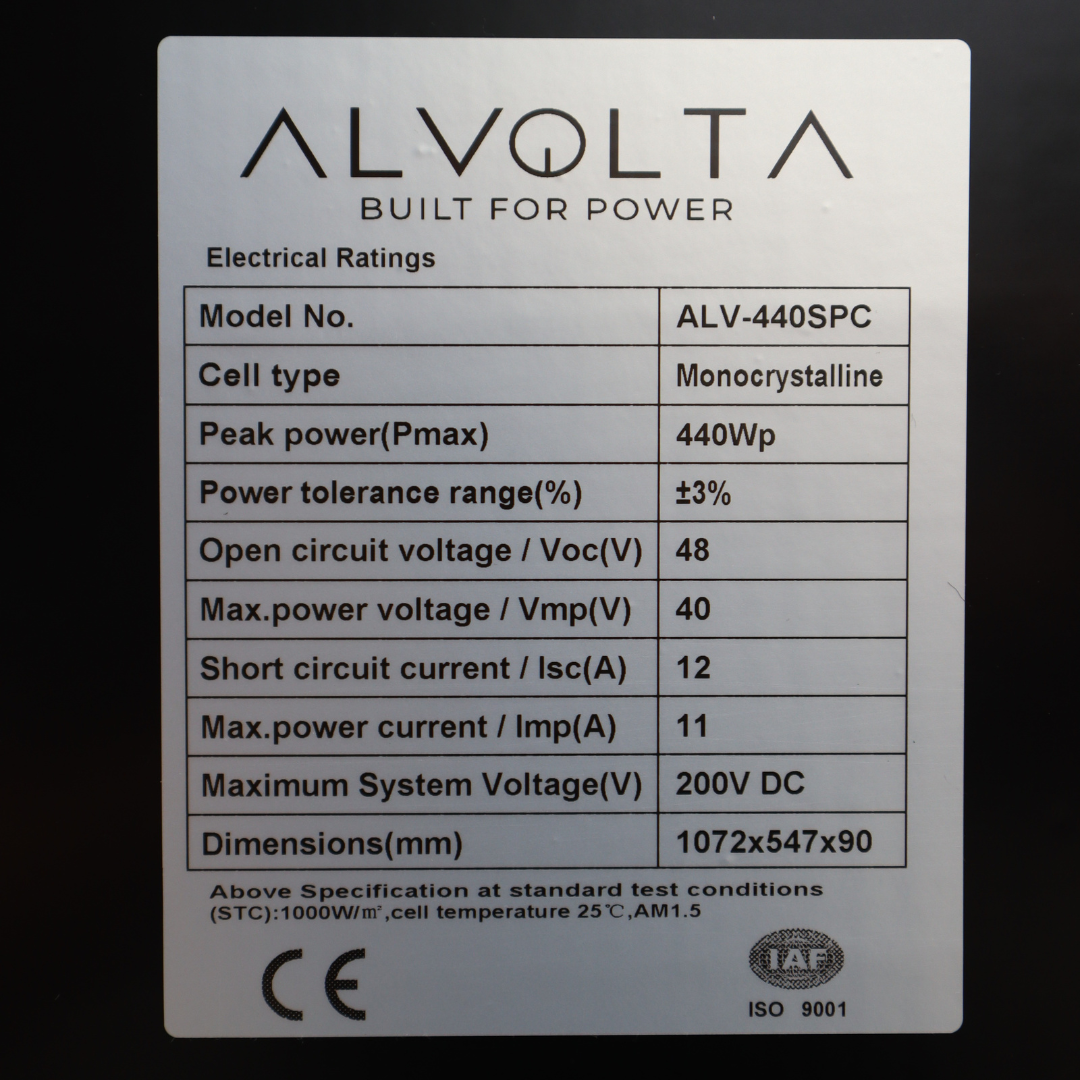 ALVOLTA
BUILT FOR POWER
Electrical Ratings
Model No. ALV-440SPC
Cell type Monocrystalline
Peak power(Pmax) 440Wp
Power tolerance range(%) ±3%
Open circuit voltage / Voc(V) 48
Max.power voltage / Vmp(V) 40
Short circuit current / Isc(A) 12
Max.power current / Imp(A) 11
Maximum System Voltage(V) 200V DC
Dimensions(mm) 1072x547x90
Above Specification at standard test conditions
(STC):1000W/m²,cell temperature 25℃,AM1.5
CE
IAF
ISO 9001